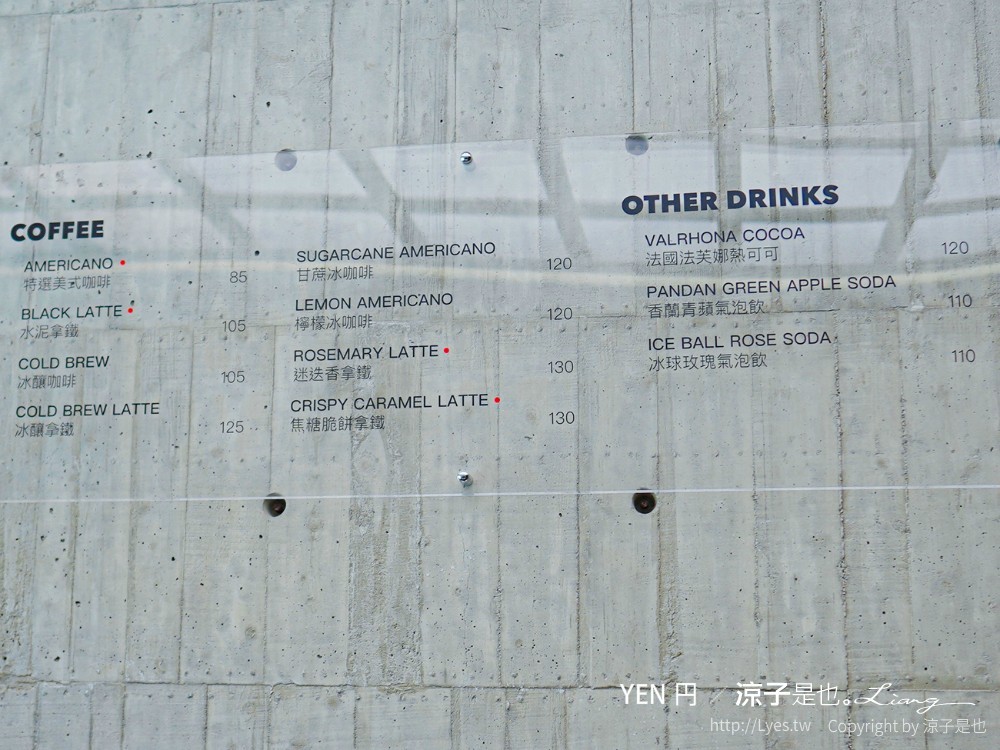 COFFEE
AMERICANO
特選美式咖啡
85
BLACK LATTE
水泥拿鐵
105
COLD BREW
冰釀咖啡
105
COLD BREW LATTE
冰釀拿鐵
125
SUGARCANE AMERICANO
甘蔗冰咖啡
120
LEMON AMERICANO
檸檬冰咖啡
120
ROSEMARY LATTE
迷迭香拿鐵
130
CRISPY CARAMEL LATTE
焦糖脆餅拿鐵
130
OTHER DRINKS
VALRHONA COCOA
法國法芙娜熱可可
120
PANDAN GREEN APPLE SODA
香蘭青蘋氣泡飲
110
ICE BALL ROSE SODA
冰球玫瑰氣泡飲
110
YEN 円 / 涼子是也。Liang
http://Lyes.tw Copyright by 涼子是也